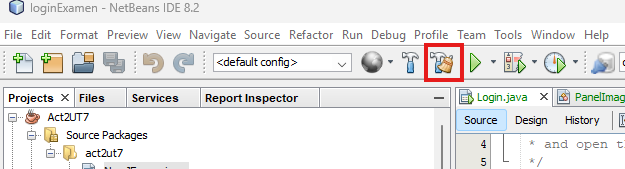 loginExamen - NetBeans IDE 8.2
File Edit Format Preview View Navigate Source Refactor Run Debug Profile Team Tools Window Help
<default config>
Projects Files Services Report Inspector
Login.java PanelImag
Act2UT7
Source Design History
Source Packages
4 * and open th
act2ut7
5 */